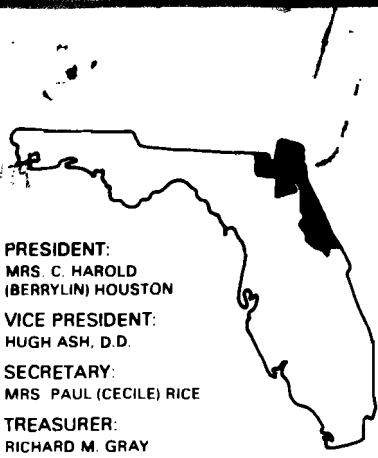 PRESIDENT:
MRS. C. HAROLD
(BERRYLIN) HOUSTON
VICE PRESIDENT:
HUGH ASH, D.D.
SECRETARY:
MRS PAUL (CECILE) RICE
TREASURER:
RICHARD M. GRAY